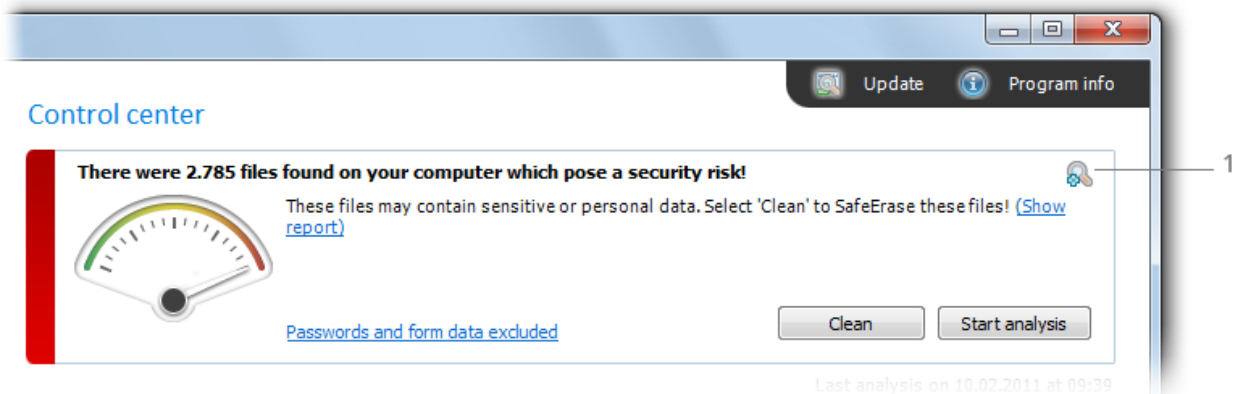 Update Program info
Control center
There were 2.785 files found on your computer which pose a security risk!
1
These files may contain sensitive or personal data. Select 'Clean' to SafeErase these files! (Show
report)
Passwords and form data excluded
Clean Start analysis
Last analysis on 10.02.2011 at 09:39